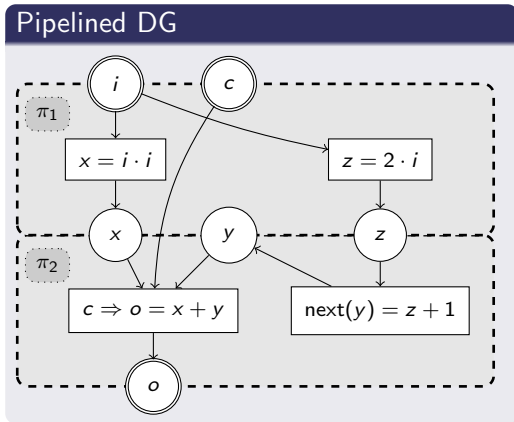 Pipelined DG
i
c
π₁
x = i · i
z = 2 · i
x
y
z
π₂
c ⇒ o = x + y
next(y) = z + 1
o